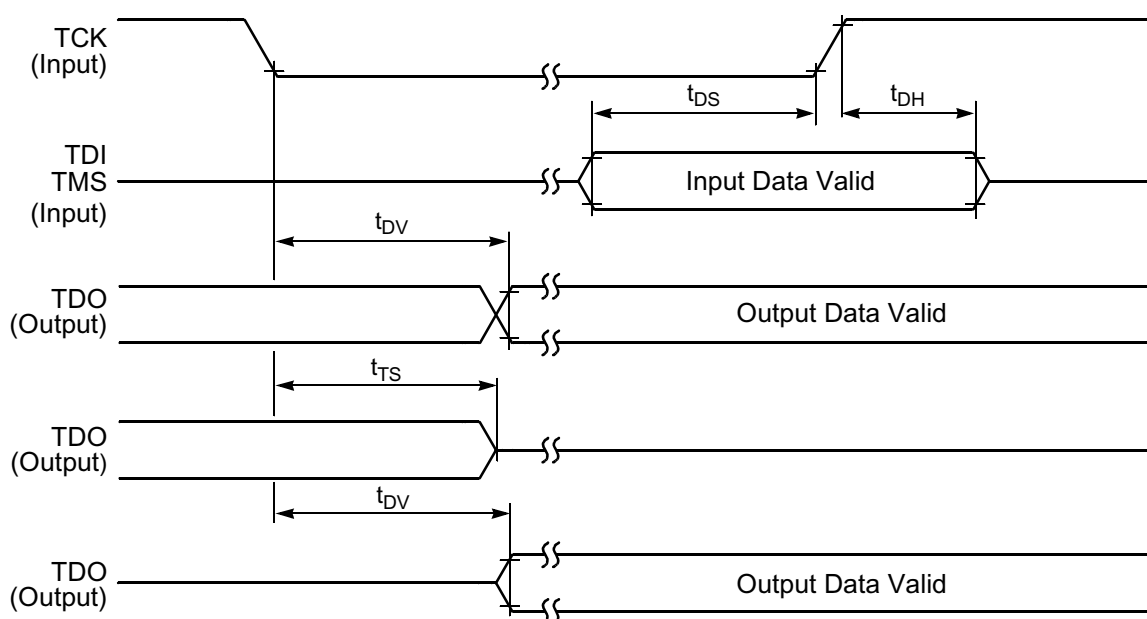 TCK
(Input)
tDS
tDH
TDI
TMS
(Input)
Input Data Valid
tDV
TDO
(Output)
Output Data Valid
tTS
TDO
(Output)
tDV
TDO
(Output)
Output Data Valid